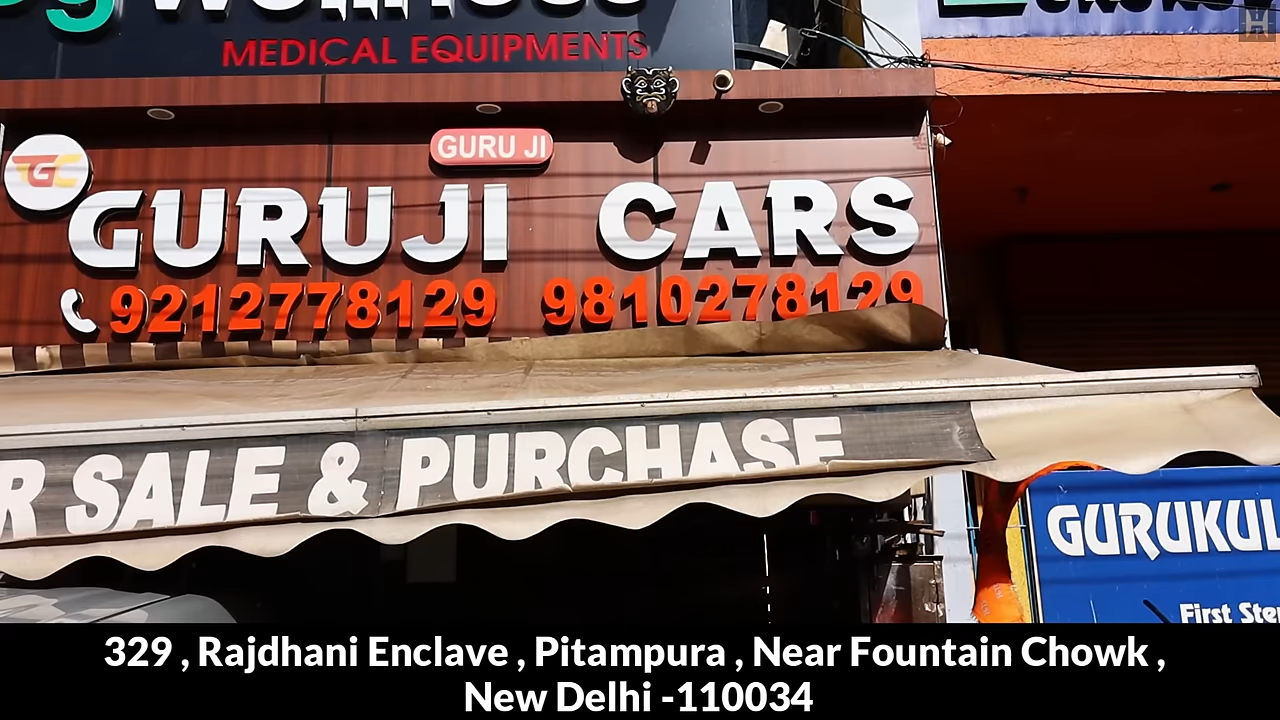 MEDICAL EQUIPMENTS
GURU JI
GC
GURUJI CARS
9212778129 9810278129
R SALE & PURCHASE
GURUKUL
First Step
329 , Rajdhani Enclave , Pitampura , Near Fountain Chowk ,
New Delhi -110034